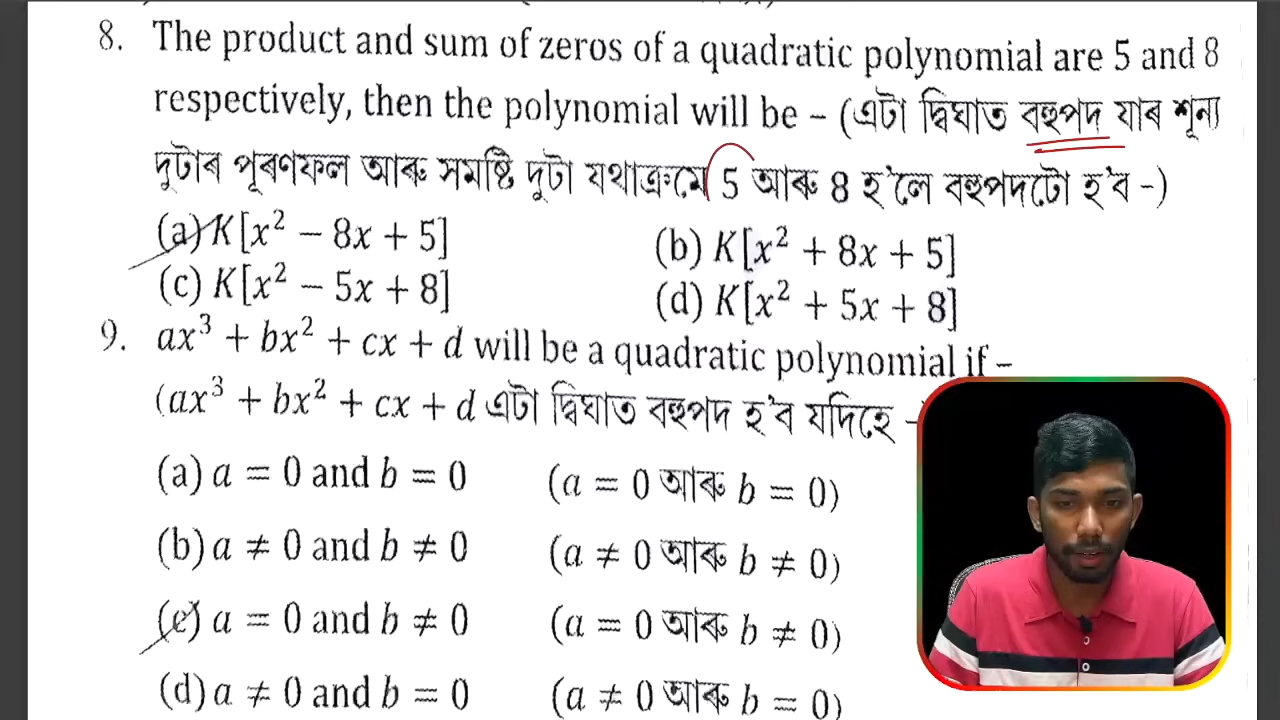 8. The product and sum of zeros of a quadratic polynomial are 5 and 8
respectively, then the polynomial will be – (এটা দ্বিঘাত বহুপদ যাৰ শূন্য
দুটাৰ পূৰণফল আৰু সমষ্টি দুটা যথাক্ৰমে 5 আৰু 8 হ'লে বহুপদটো হ'ব –)
(a) K[x² − 8x + 5] (b) K[x² + 8x + 5]
(c) K[x² − 5x + 8] (d) K[x² + 5x + 8]
9. ax³ + bx² + cx + d will be a quadratic polynomial if –
(ax³ + bx² + cx + d এটা দ্বিঘাত বহুপদ হ'ব যদিহে –
(a) a = 0 and b = 0 (a = 0 আৰু b = 0)
(b) a ≠ 0 and b ≠ 0 (a ≠ 0 আৰু b ≠ 0)
(c) a = 0 and b ≠ 0 (a = 0 আৰু b ≠ 0)
(d) a ≠ 0 and b = 0 (a ≠ 0 আৰু b = 0)